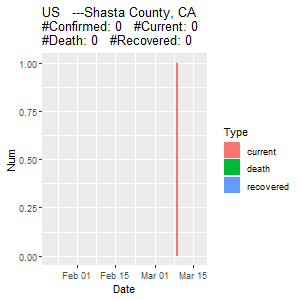 US   ---Shasta County, CA
#Confirmed: 0   #Current: 0
#Death: 0   #Recovered: 0
1.00
0.75
0.50
0.25
0.00
Num
Feb 01 Feb 15 Mar 01 Mar 15
Date
Type
current
death
recovered